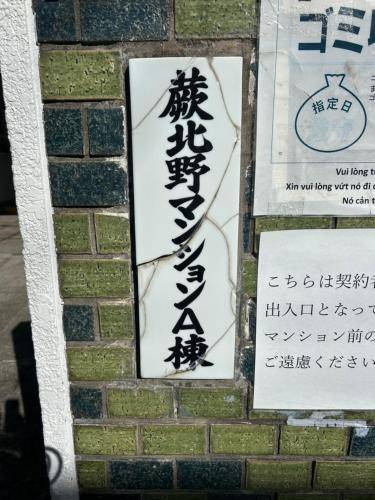 蕨北野マンションA棟
ゴミ
指定日
Vui lòng
Xin vui lòng vứt nó đi
Nó cản
こちらは契約
出入口となって
マンション前の
ご遠慮ください